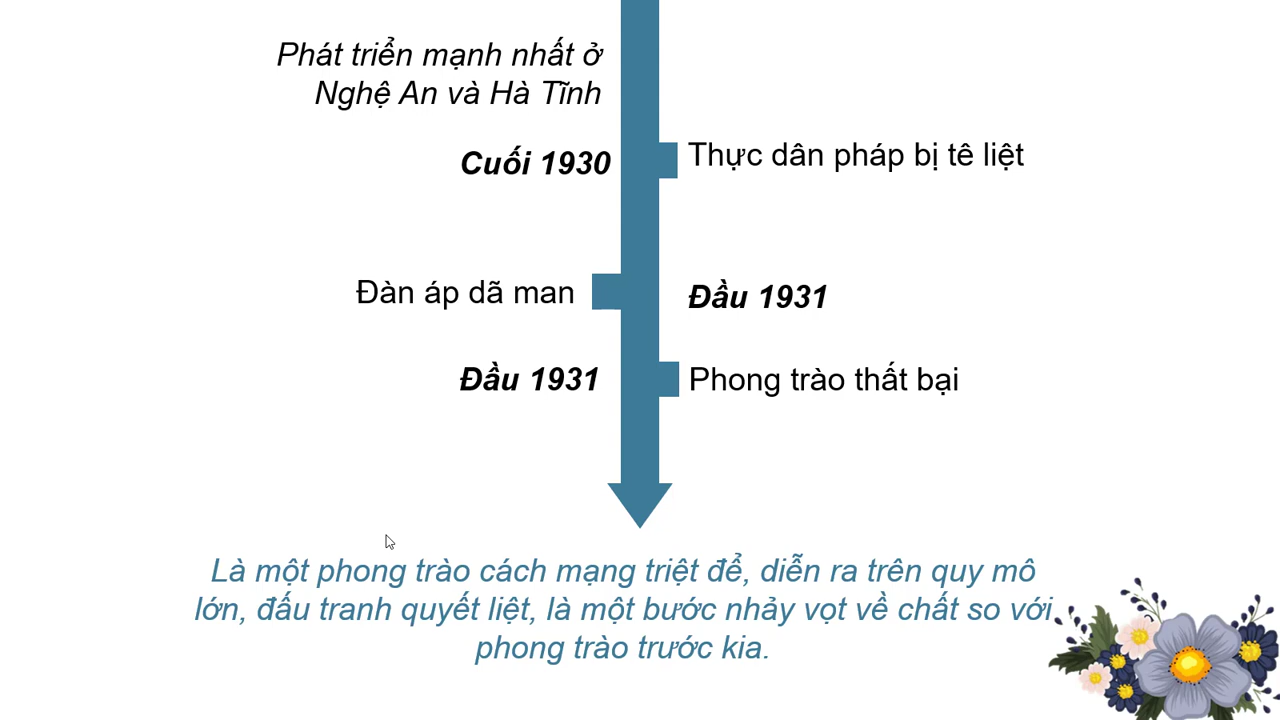 Phát triển mạnh nhất ở
Nghệ An và Hà Tĩnh
Cuối 1930
Thực dân pháp bị tê liệt
Đàn áp dã man
Đầu 1931
Đầu 1931
Phong trào thất bại
Là một phong trào cách mạng triệt để, diễn ra trên quy mô
lớn, đấu tranh quyết liệt, là một bước nhảy vọt về chất so với
phong trào trước kia.